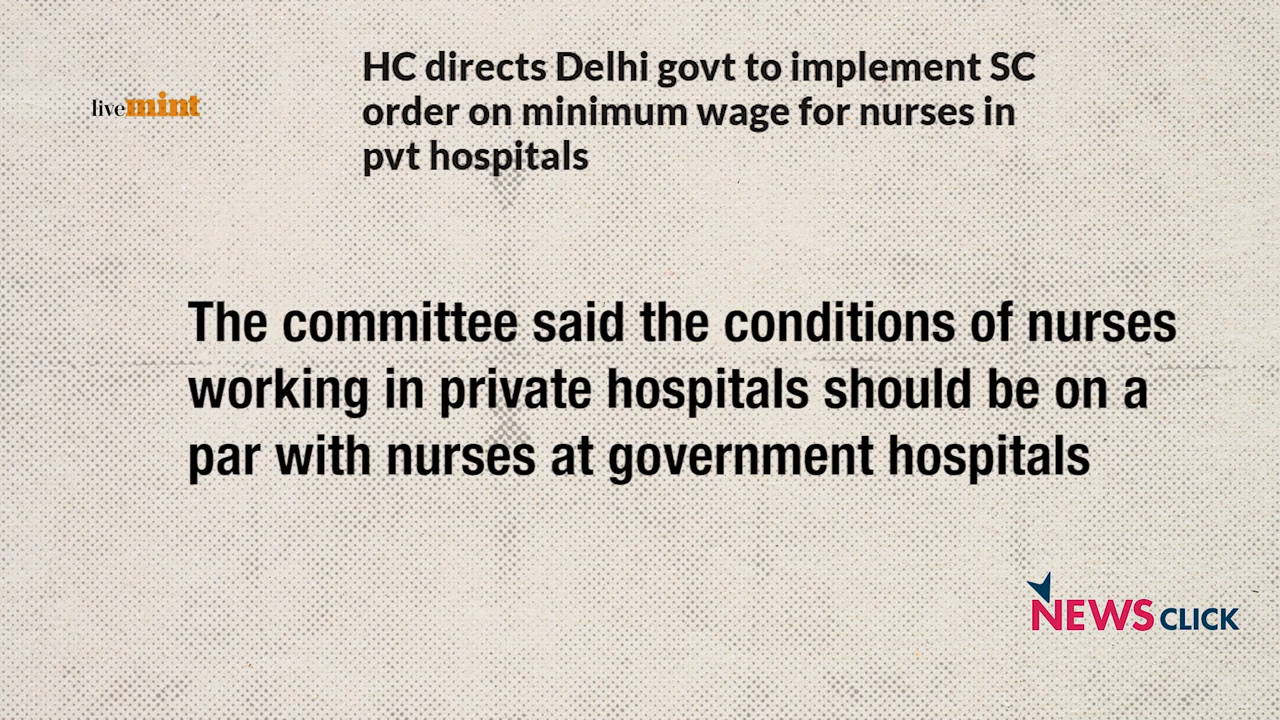 livemint
HC directs Delhi govt to implement SC
order on minimum wage for nurses in
pvt hospitals
The committee said the conditions of nurses
working in private hospitals should be on a
par with nurses at government hospitals
NEWSCLICK